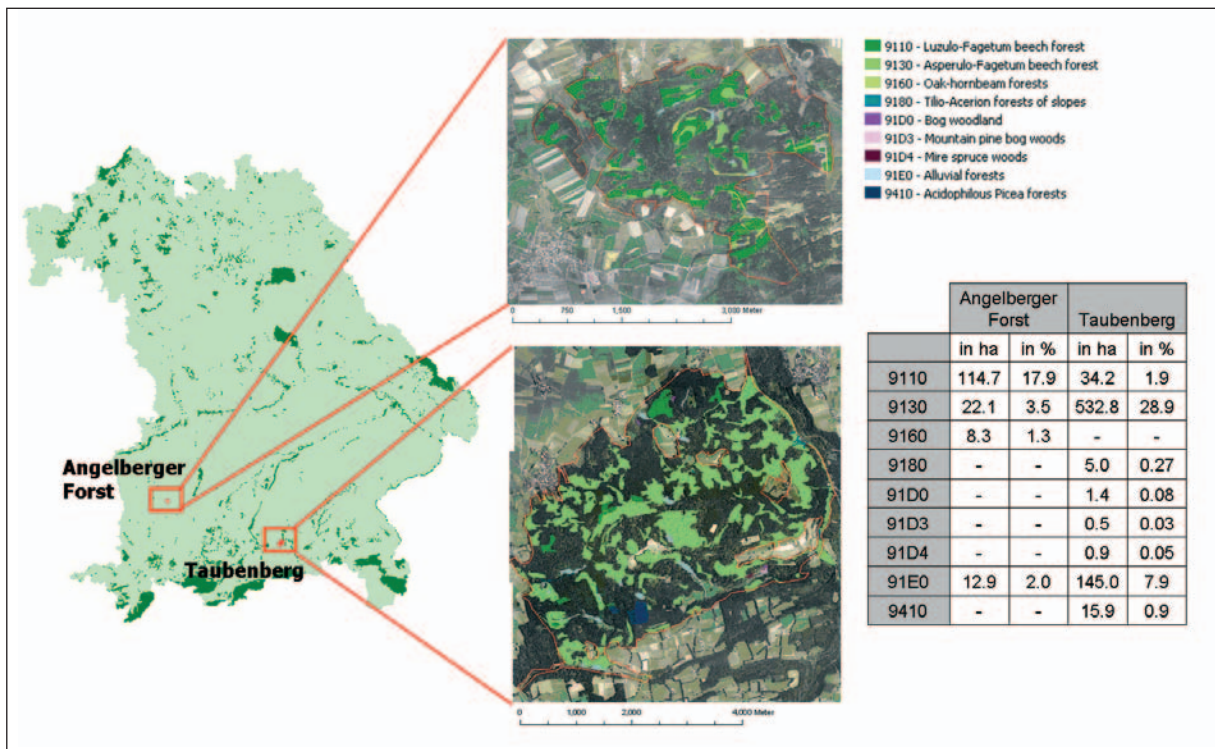 9110 - Luzulo-Fagetum beech forest
9130 - Asperulo-Fagetum beech forest
9160 - Oak-hornbeam forests
9180 - Tilio-Acerion forests of slopes
91D0 - Bog woodland
91D3 - Mountain pine bog woods
91D4 - Mire spruce woods
91E0 - Alluvial forests
9410 - Acidophilous Picea forests
0 750 1,500 3,000 Meter
Angelberger
Forst
Taubenberg
0 1,000 2,000 4,000 Meter
Angelberger
Forst Taubenberg
in ha in % in ha in %
9110 114.7 17.9 34.2 1.9
9130 22.1 3.5 532.8 28.9
9160 8.3 1.3 - -
9180 - - 5.0 0.27
91D0 - - 1.4 0.08
91D3 - - 0.5 0.03
91D4 - - 0.9 0.05
91E0 12.9 2.0 145.0 7.9
9410 - - 15.9 0.9